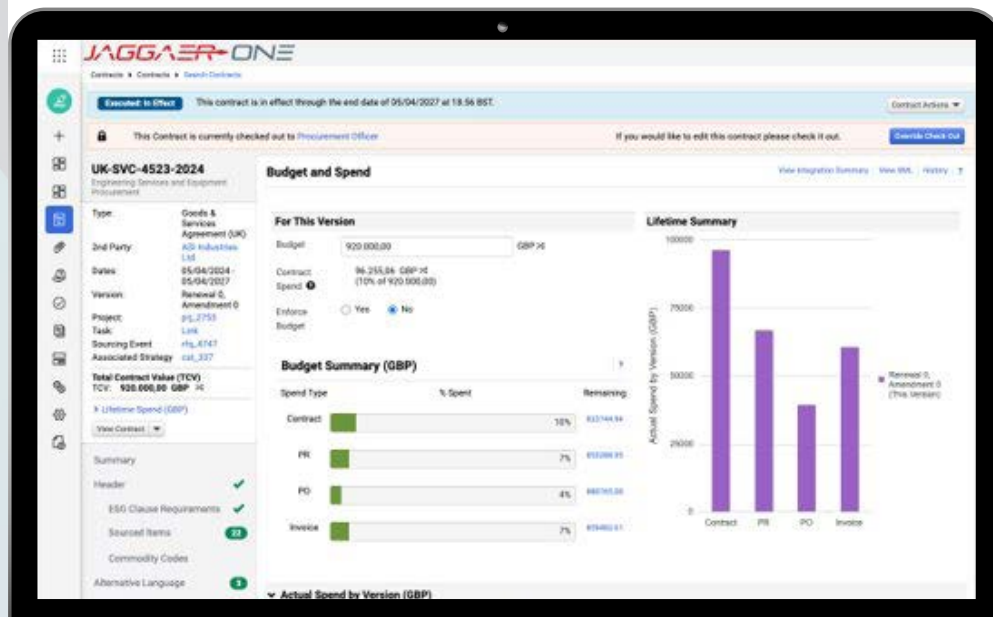 JAGGAER ONE
Contracts > Contracts > Search Contracts
Executed: In Effect This contract is in effect through the end date of 05/04/2027 at 18.56 BST.
Contract Actions
This Contract is currently checked out to Procurement Officer
If you would like to edit this contract please check it out.
Override Check Out
UK-SVC-4523-2024
Engineering Services and Equipment
Procurement
Type: Goods &
Services
Agreement (UK)
2nd Party
Ltd
Dates 05/04/2024 -
05/04/2027
Version Renewal 0,
Amendment 0
Project: prj_2753
Task: Link
Sourcing Event
Associated Strategy cat_337
Total Contract Value (TCV)
TCV: 920.000,00 GBP
> Lifetime Spend (GBP)
View Contract
Summary
Header
ESG Clause Requirements
Sourced Items 22
Commodity Codes
Alternative Language
Budget and Spend
View Integration Summary View XML History ?
For This Version
Budget 920.000,00 GBP
Contract 96.255,06 GBP
Spend (10% of 920.000,00)
Enforce Yes No
Budget
Budget Summary (GBP)
Spend Type % Spent Remaining
Contract 10%
PR 7%
PO 4%
Invoice 7%
Actual Spend by Version (GBP)
Lifetime Summary
100000
75000
50000
25000
0
Actual Spend by Version (GBP)
Contract PR PO Invoice
Renewal 0,
Amendment 0
(This Version)